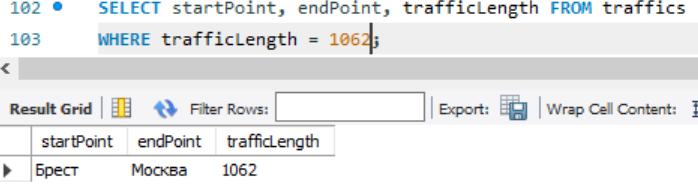 102 SELECT startPoint, endPoint, trafficLength FROM traffics
103 WHERE trafficLength = 1062;
Result Grid Filter Rows: Export: Wrap Cell Content:
startPoint endPoint trafficLength
Брест Москва 1062